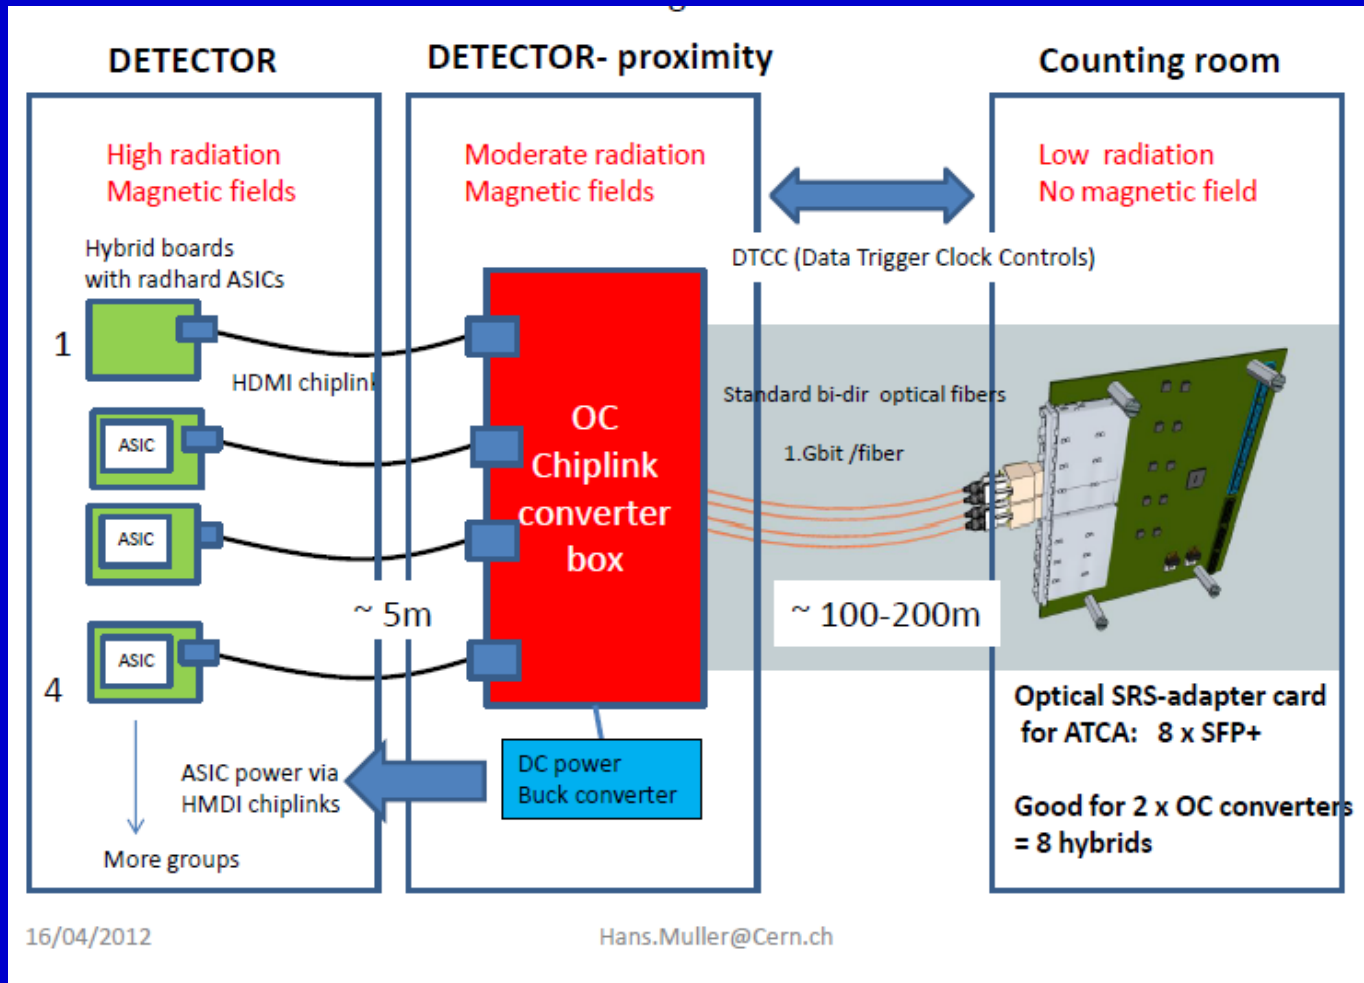 DETECTOR
DETECTOR- proximity
Counting room
High radiation
Magnetic fields
Moderate radiation
Magnetic fields
Low radiation
No magnetic field
Hybrid boards
with radhard ASICs
DTCC (Data Trigger Clock Controls)
1
HDMI chiplink
ASIC
ASIC
ASIC
4
OC
Chiplink
converter
box
Standard bi-dir optical fibers
1.Gbit /fiber
~ 5m
~ 100-200m
Optical SRS-adapter card
for ATCA: 8 x SFP+
Good for 2 x OC converters
= 8 hybrids
DC power
Buck converter
ASIC power via
HMDI chiplinks
More groups
16/04/2012
Hans.Muller@Cern.ch